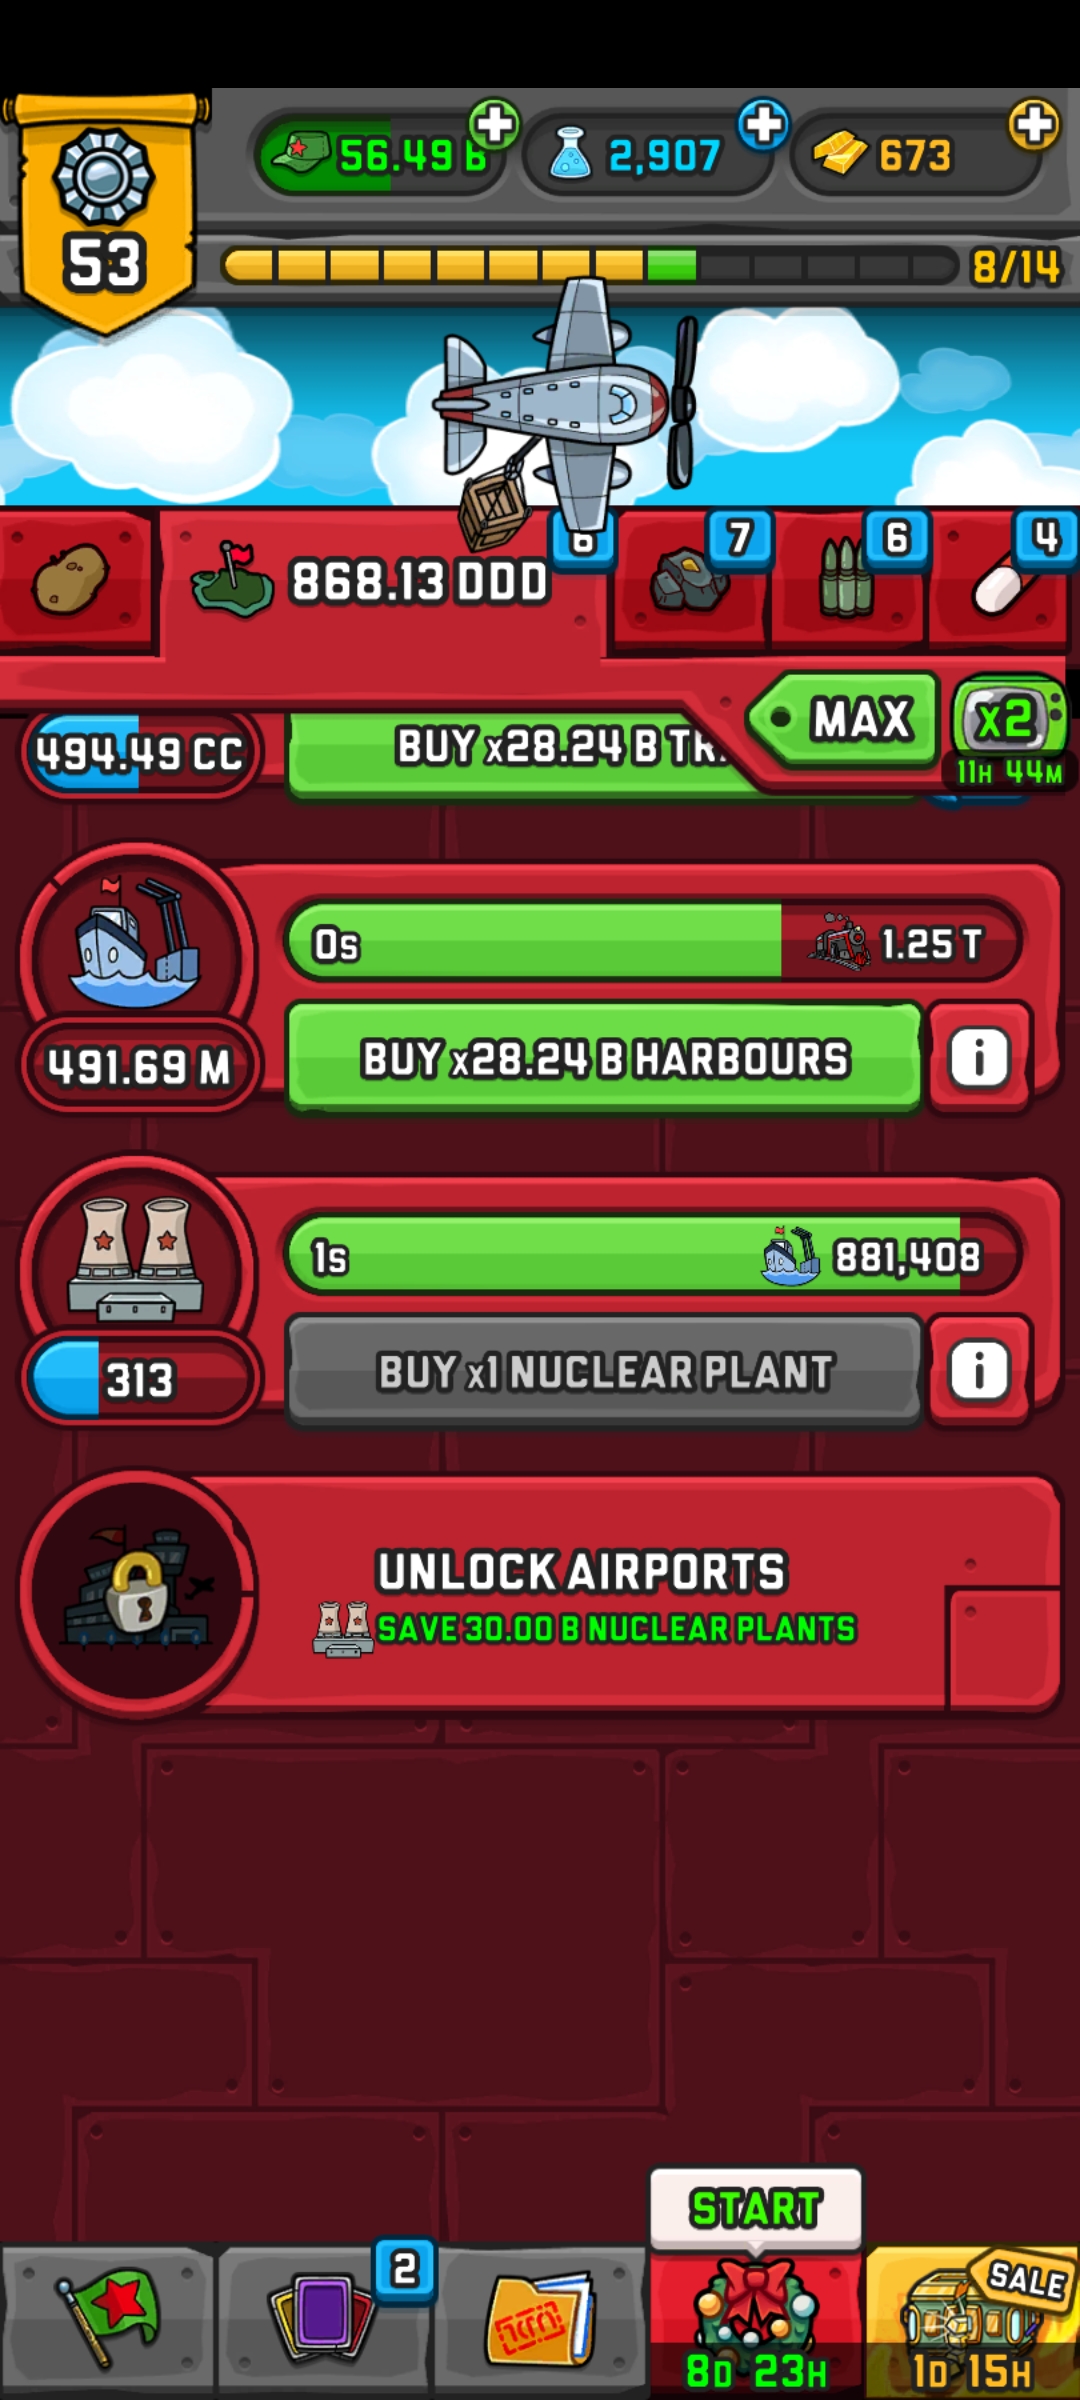 56.49 B
2,907
673
53
8/14
868.13 DDD
6
7
6
4
MAX
x2
11H 44M
494.49 CC
BUY x28.24 B
0s
1.25 T
491.69 M
BUY x28.24 B HARBOURS
i
1s
881,408
313
BUY x1 NUCLEAR PLANT
i
UNLOCK AIRPORTS
SAVE 30.00 B NUCLEAR PLANTS
START
2
SALE
8D 23H
1D 15H